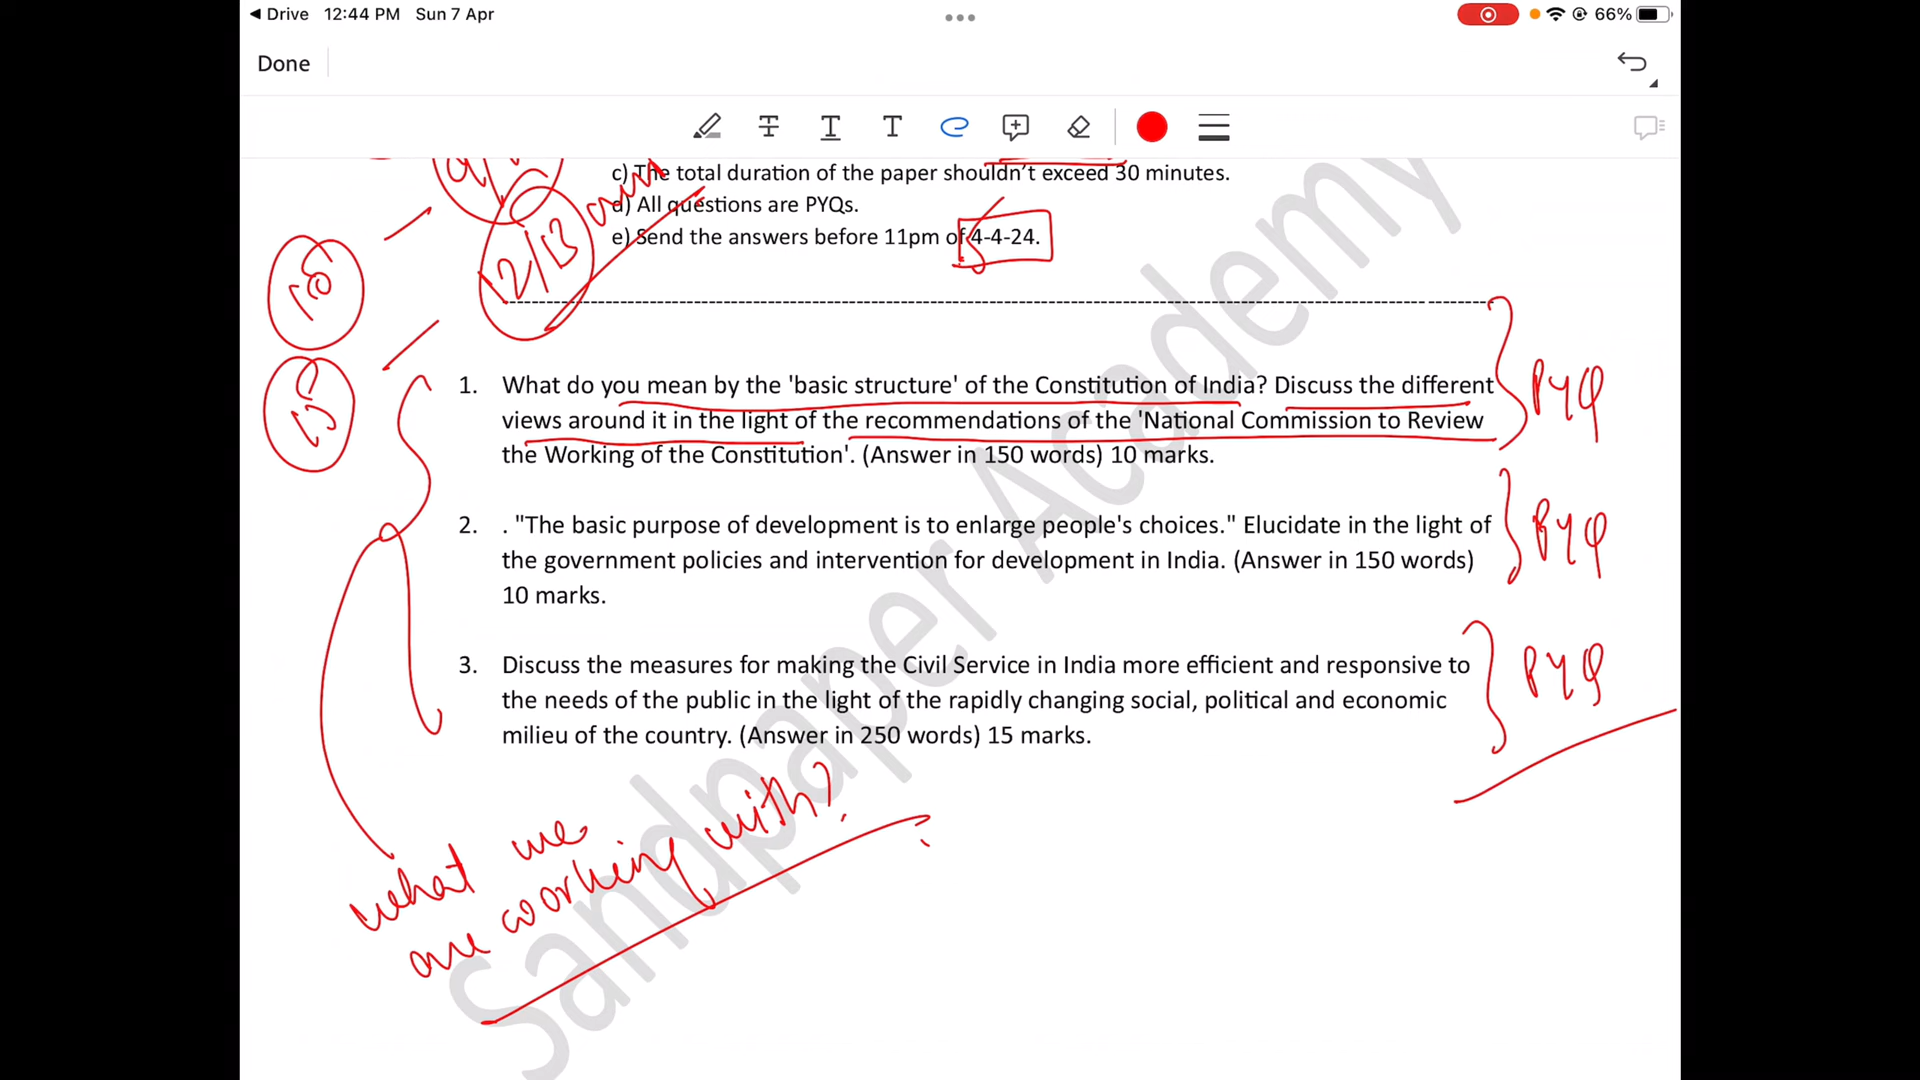 Drive 12:44 PM Sun 7 Apr 66%
Done
c) The total duration of the paper shouldn't exceed 30 minutes.
d) All questions are PYQs.
e) Send the answers before 11pm of 4-4-24.
5
12/13
10
15
1. What do you mean by the 'basic structure' of the Constitution of India? Discuss the different
views around it in the light of the recommendations of the 'National Commission to Review
the Working of the Constitution'. (Answer in 150 words) 10 marks.
PYQ
2. . "The basic purpose of development is to enlarge people's choices." Elucidate in the light of
the government policies and intervention for development in India. (Answer in 150 words)
10 marks.
PYQ
3. Discuss the measures for making the Civil Service in India more efficient and responsive to
the needs of the public in the light of the rapidly changing social, political and economic
milieu of the country. (Answer in 250 words) 15 marks.
PYQ
what we
are working with?
Sandpaper Academy